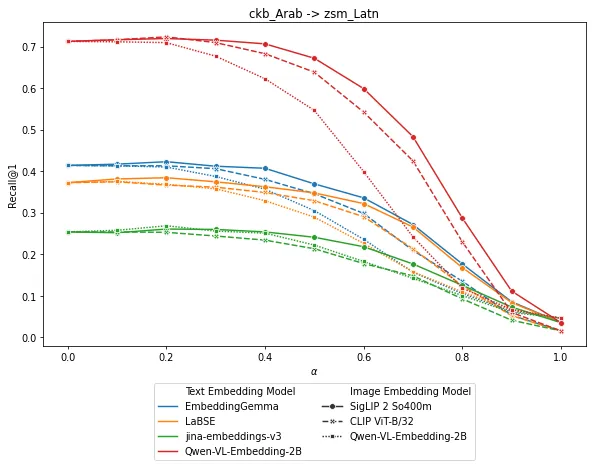 ckb_Arab -> zsm_Latn
Recall@1
0.7
0.6
0.5
0.4
0.3
0.2
0.1
0.0
0.0 0.2 0.4 0.6 0.8 1.0
α
Text Embedding Model Image Embedding Model
EmbeddingGemma SigLIP 2 So400m
LaBSE CLIP ViT-B/32
jina-embeddings-v3 Qwen-VL-Embedding-2B
Qwen-VL-Embedding-2B